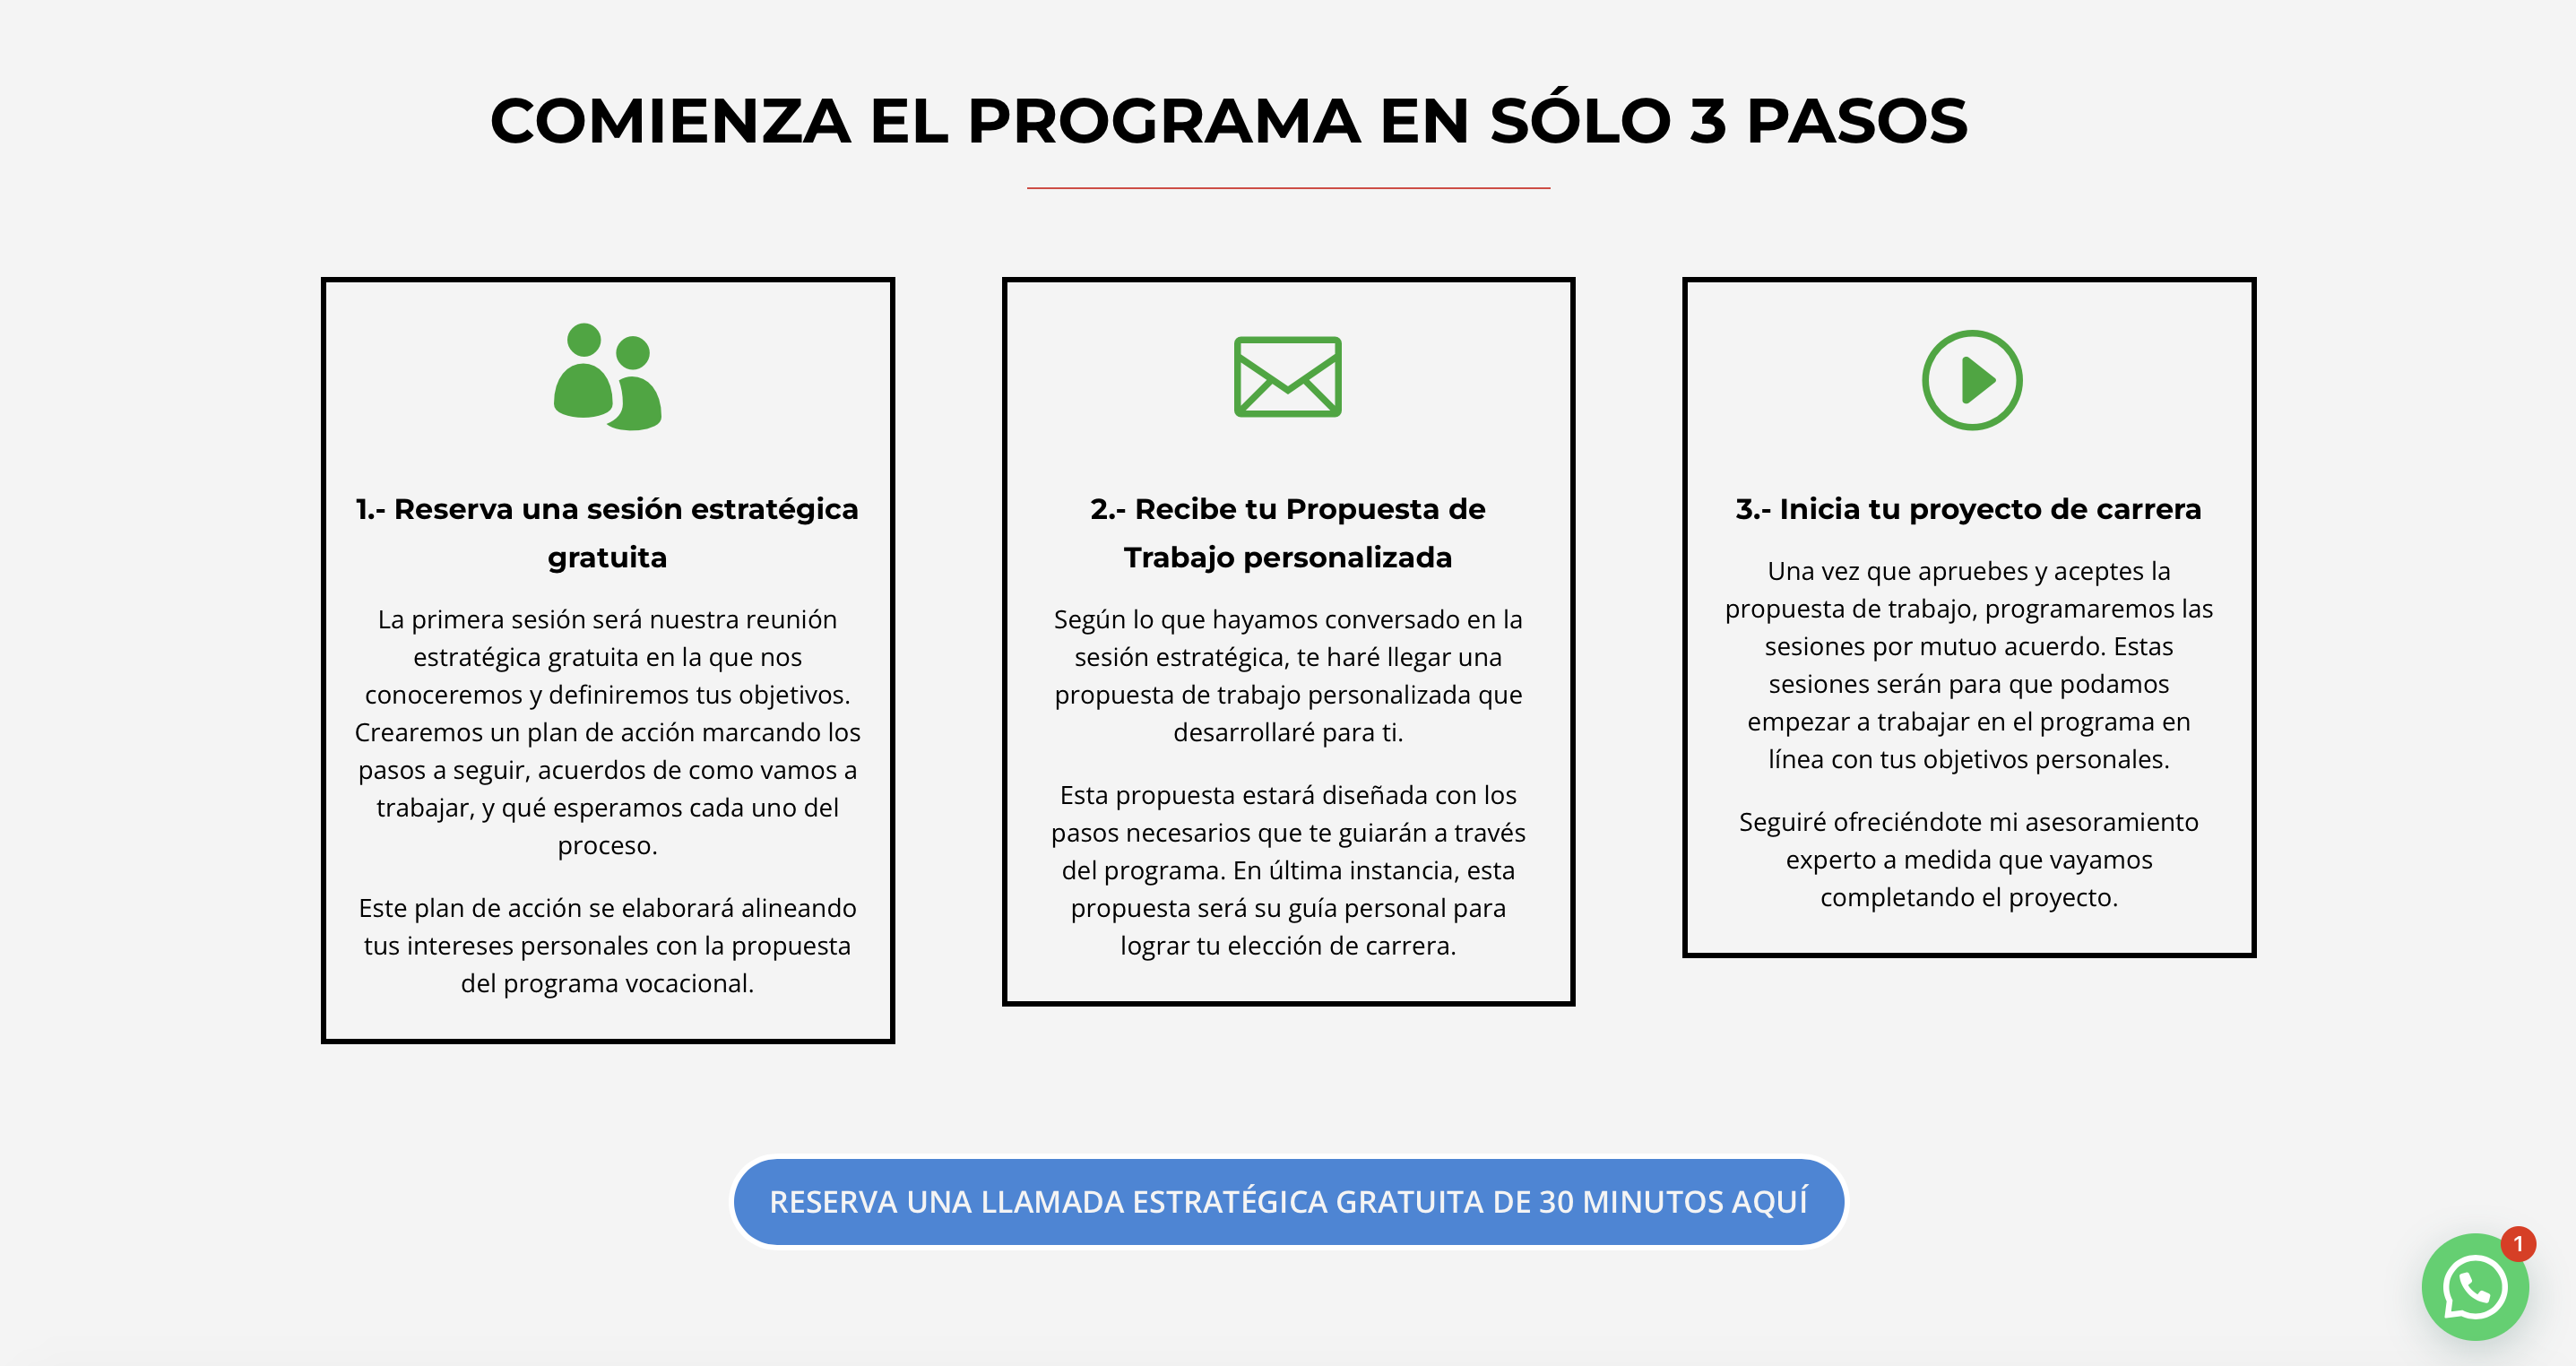 COMIENZA EL PROGRAMA EN SÓLO 3 PASOS
1.- Reserva una sesión estratégica
gratuita
La primera sesión será nuestra reunión
estratégica gratuita en la que nos
conoceremos y definiremos tus objetivos.
Crearemos un plan de acción marcando los
pasos a seguir, acuerdos de como vamos a
trabajar, y qué esperamos cada uno del
proceso.
Este plan de acción se elaborará alineando
tus intereses personales con la propuesta
del programa vocacional.
2.- Recibe tu Propuesta de
Trabajo personalizada
Según lo que hayamos conversado en la
sesión estratégica, te haré llegar una
propuesta de trabajo personalizada que
desarrollaré para ti.
Esta propuesta estará diseñada con los
pasos necesarios que te guiarán a través
del programa. En última instancia, esta
propuesta será su guía personal para
lograr tu elección de carrera.
3.- Inicia tu proyecto de carrera
Una vez que apruebes y aceptes la
propuesta de trabajo, programaremos las
sesiones por mutuo acuerdo. Estas
sesiones serán para que podamos
empezar a trabajar en el programa en
línea con tus objetivos personales.
Seguiré ofreciéndote mi asesoramiento
experto a medida que vayamos
completando el proyecto.
RESERVA UNA LLAMADA ESTRATÉGICA GRATUITA DE 30 MINUTOS AQUÍ
1